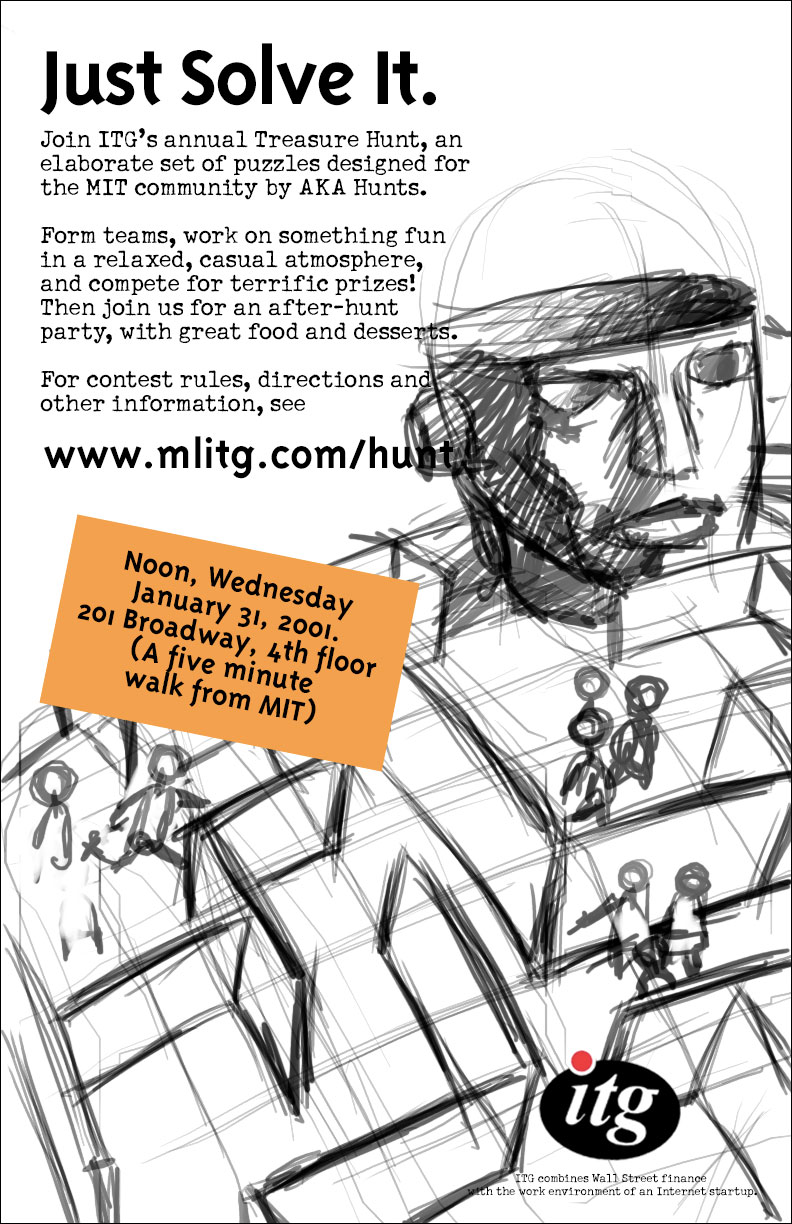 Just Solve It.
Join ITG's annual Treasure Hunt, an
elaborate set of puzzles designed for
the MIT community by AKA Hunts.
Form teams, work on something fun
in a relaxed, casual atmosphere,
and compete for terrific prizes!
Then join us for an after-hunt
party, with great food and desserts.
For contest rules, directions and
other information, see
www.mlitg.com/hunt
Noon, Wednesday
January 31, 2001.
201 Broadway, 4th floor
(A five minute
walk from MIT)
itg
ITG combines Wall Street finance
with the work environment of an Internet startup.